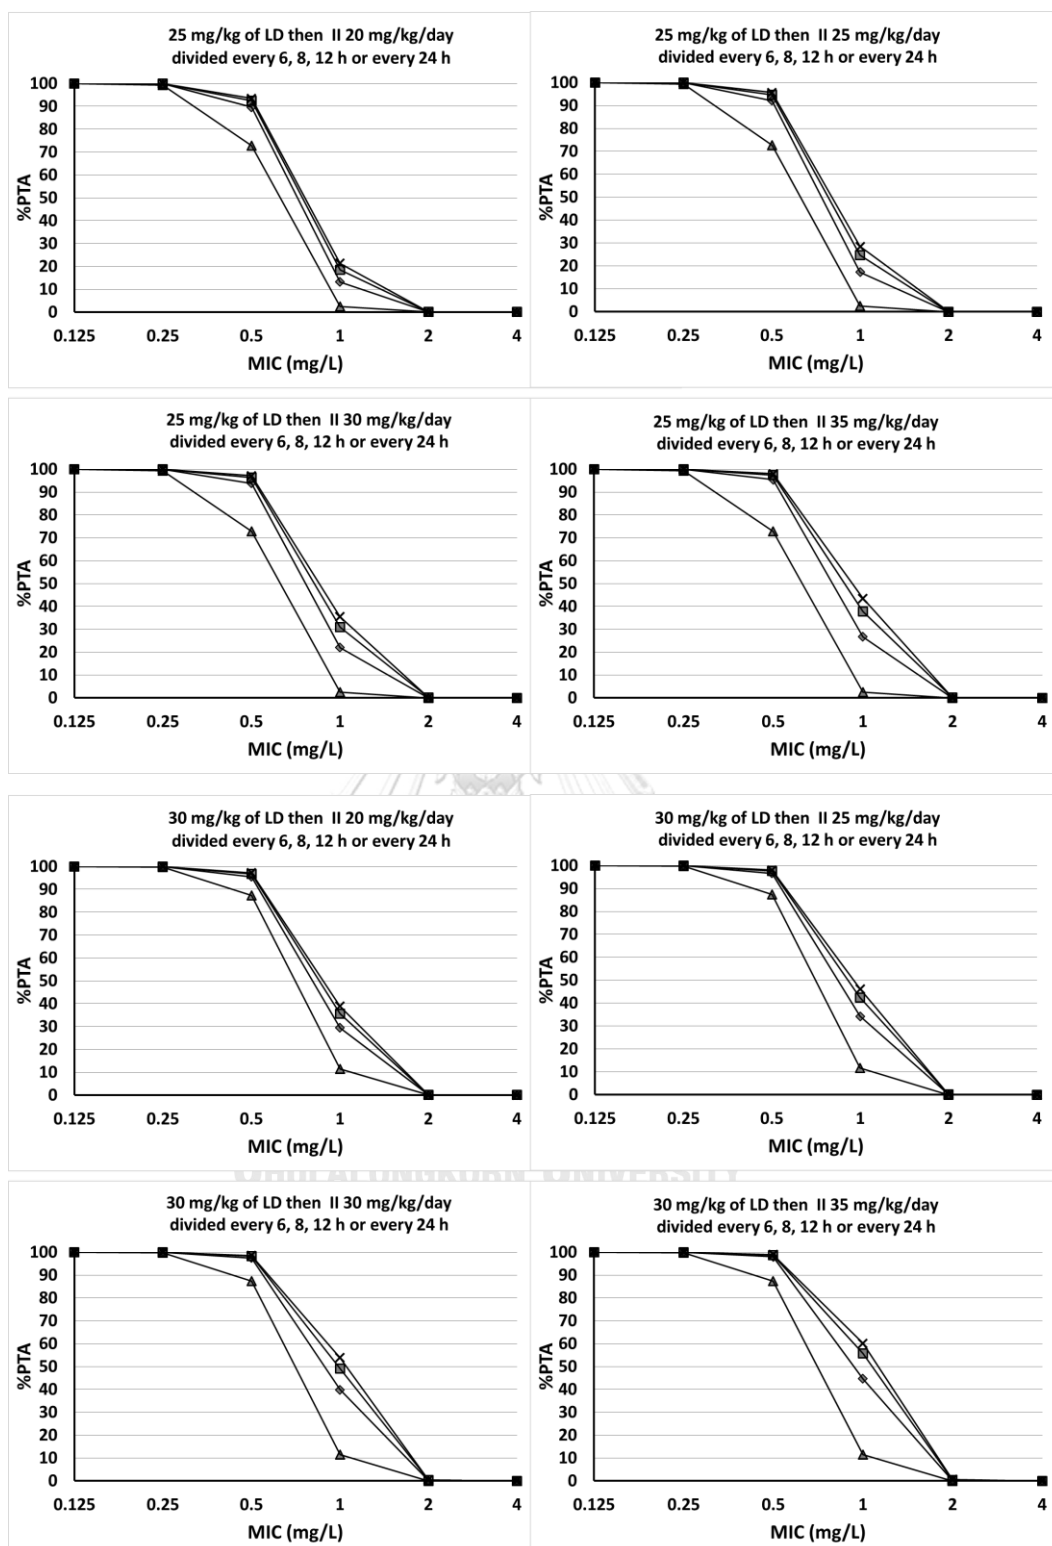 25 mg/kg of LD then II 20 mg/kg/day
divided every 6, 8, 12 h or every 24 h
100
90
80
70
60
50
40
30
20
10
0
%PTA
0.125 0.25 0.5 1 2 4
MIC (mg/L)
25 mg/kg of LD then II 25 mg/kg/day
divided every 6, 8, 12 h or every 24 h
100
90
80
70
60
50
40
30
20
10
0
%PTA
0.125 0.25 0.5 1 2 4
MIC (mg/L)
25 mg/kg of LD then II 30 mg/kg/day
divided every 6, 8, 12 h or every 24 h
100
90
80
70
60
50
40
30
20
10
0
%PTA
0.125 0.25 0.5 1 2 4
MIC (mg/L)
25 mg/kg of LD then II 35 mg/kg/day
divided every 6, 8, 12 h or every 24 h
100
90
80
70
60
50
40
30
20
10
0
%PTA
0.125 0.25 0.5 1 2 4
MIC (mg/L)
30 mg/kg of LD then II 20 mg/kg/day
divided every 6, 8, 12 h or every 24 h
100
90
80
70
60
50
40
30
20
10
0
%PTA
0.125 0.25 0.5 1 2 4
MIC (mg/L)
30 mg/kg of LD then II 25 mg/kg/day
divided every 6, 8, 12 h or every 24 h
100
90
80
70
60
50
40
30
20
10
0
%PTA
0.125 0.25 0.5 1 2 4
MIC (mg/L)
CHULALONGKORN UNIVERSITY
30 mg/kg of LD then II 30 mg/kg/day
divided every 6, 8, 12 h or every 24 h
100
90
80
70
60
50
40
30
20
10
0
%PTA
0.125 0.25 0.5 1 2 4
MIC (mg/L)
30 mg/kg of LD then II 35 mg/kg/day
divided every 6, 8, 12 h or every 24 h
100
90
80
70
60
50
40
30
20
10
0
%PTA
0.125 0.25 0.5 1 2 4
MIC (mg/L)